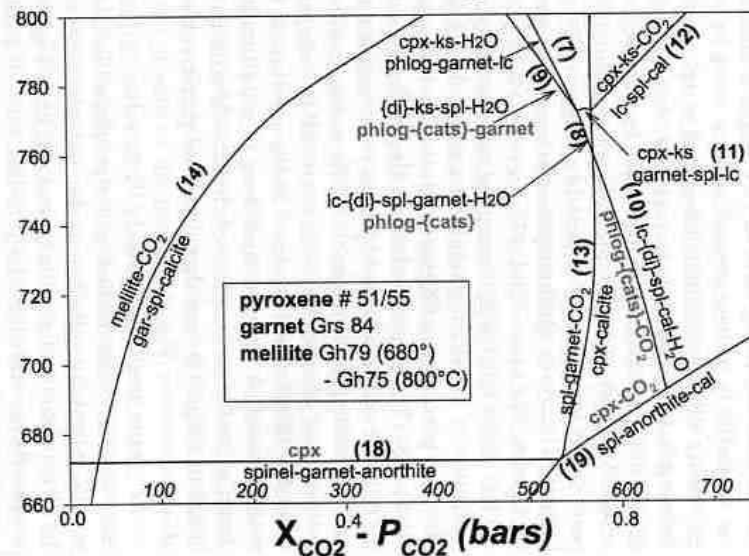 800
780
760
740
720
700
680
660
cpx-ks-H₂O
phlog-garnet-lc
(7)
(9)
{di}-ks-spl-H₂O
phlog-{cats}-garnet
(8)
lc-{di}-spl-garnet-H₂O
phlog-{cats}
cpx-ks-CO₂
lc-spl-cal (12)
cpx-ks (11)
garnet-spl-lc
(10) lc-{di}-spl-cal-H₂O
phlog-{cats}-CO₂
(14)
melilite-CO₂
gar-spl-calcite
(13)
spl-garnet-CO₂
cpx-calcite
pyroxene # 51/55
garnet Grs 84
melilite Gh79 (680°)
- Gh75 (800°C)
cpx (18)
spinel-garnet-anorthite
cpx-CO₂
(19) spl-anorthite-cal
100 200 300 400 500 600 700
0.0 0.4 0.8
X_CO2 - P_CO2 (bars)